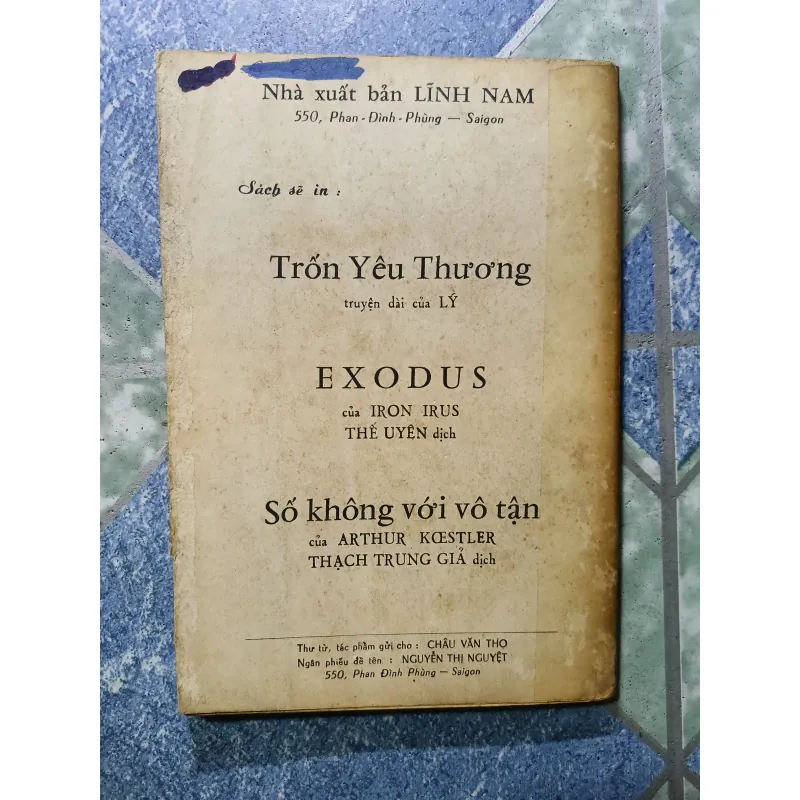 Nhà xuất bản LĨNH NAM
550, Phan - Đình - Phùng — Saigon
Sách sẽ in :
Trốn Yêu Thương
truyện dài của LÝ
EXODUS
của IRON IRUS
THẾ UYÊN dịch
Số không với vô tận
của ARTHUR KŒSTLER
THẠCH TRUNG GIẢ dịch
Thư từ, tác phẩm gửi cho : CHÂU VĂN THỌ
Ngân phiếu đề tên : NGUYỄN THỊ NGUYỆT
550, Phan Đình Phùng — Saigon